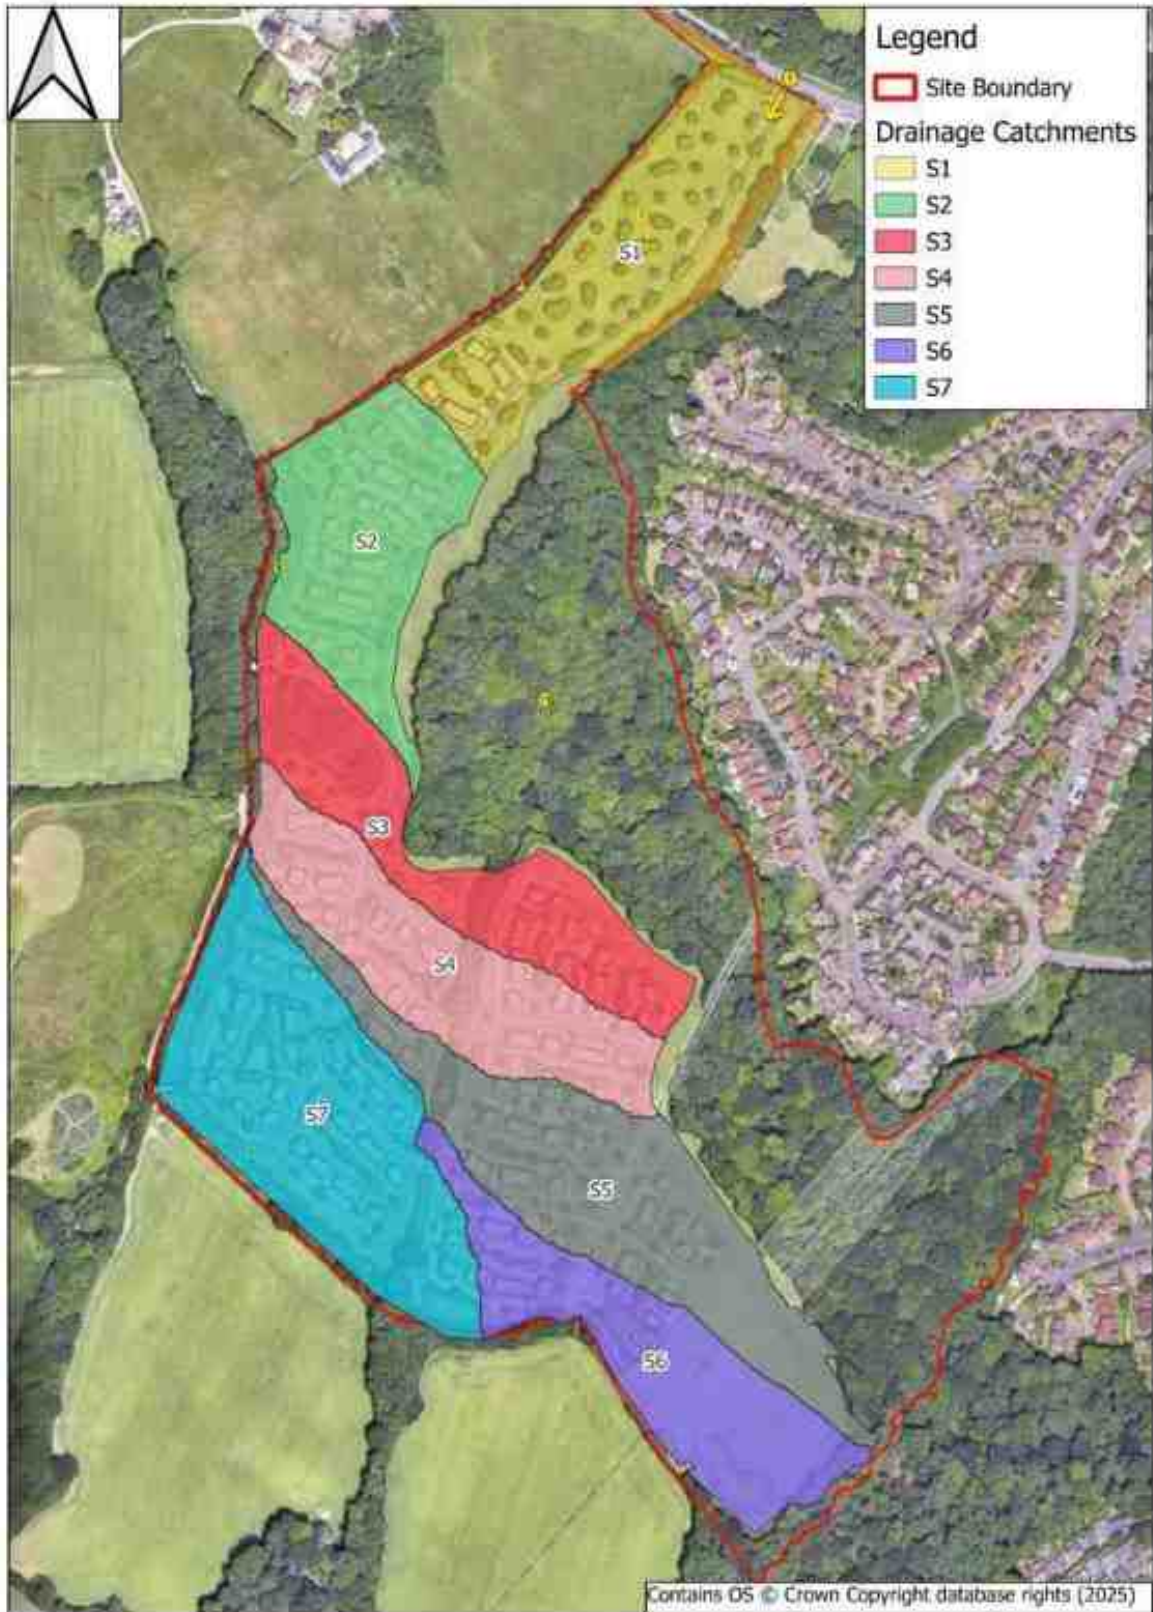 Legend
Site Boundary
Drainage Catchments
S1
S2
S3
S4
S5
S6
S7
S1
S2
S3
S4
S7
S5
S6
Contains OS © Crown Copyright database rights (2025)